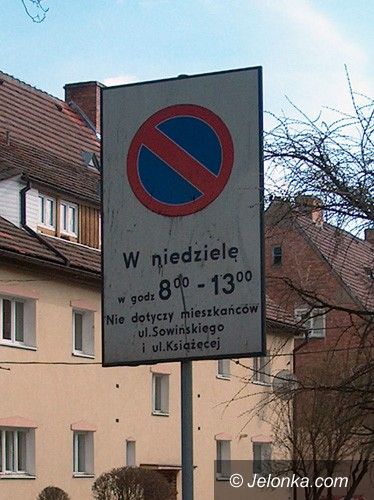 W niedzielę
w godz 8⁰⁰ - 13⁰⁰
Nie dotyczy mieszkańców
ul.Sowińskiego
i ul.Książęcej
© Jelonka.com